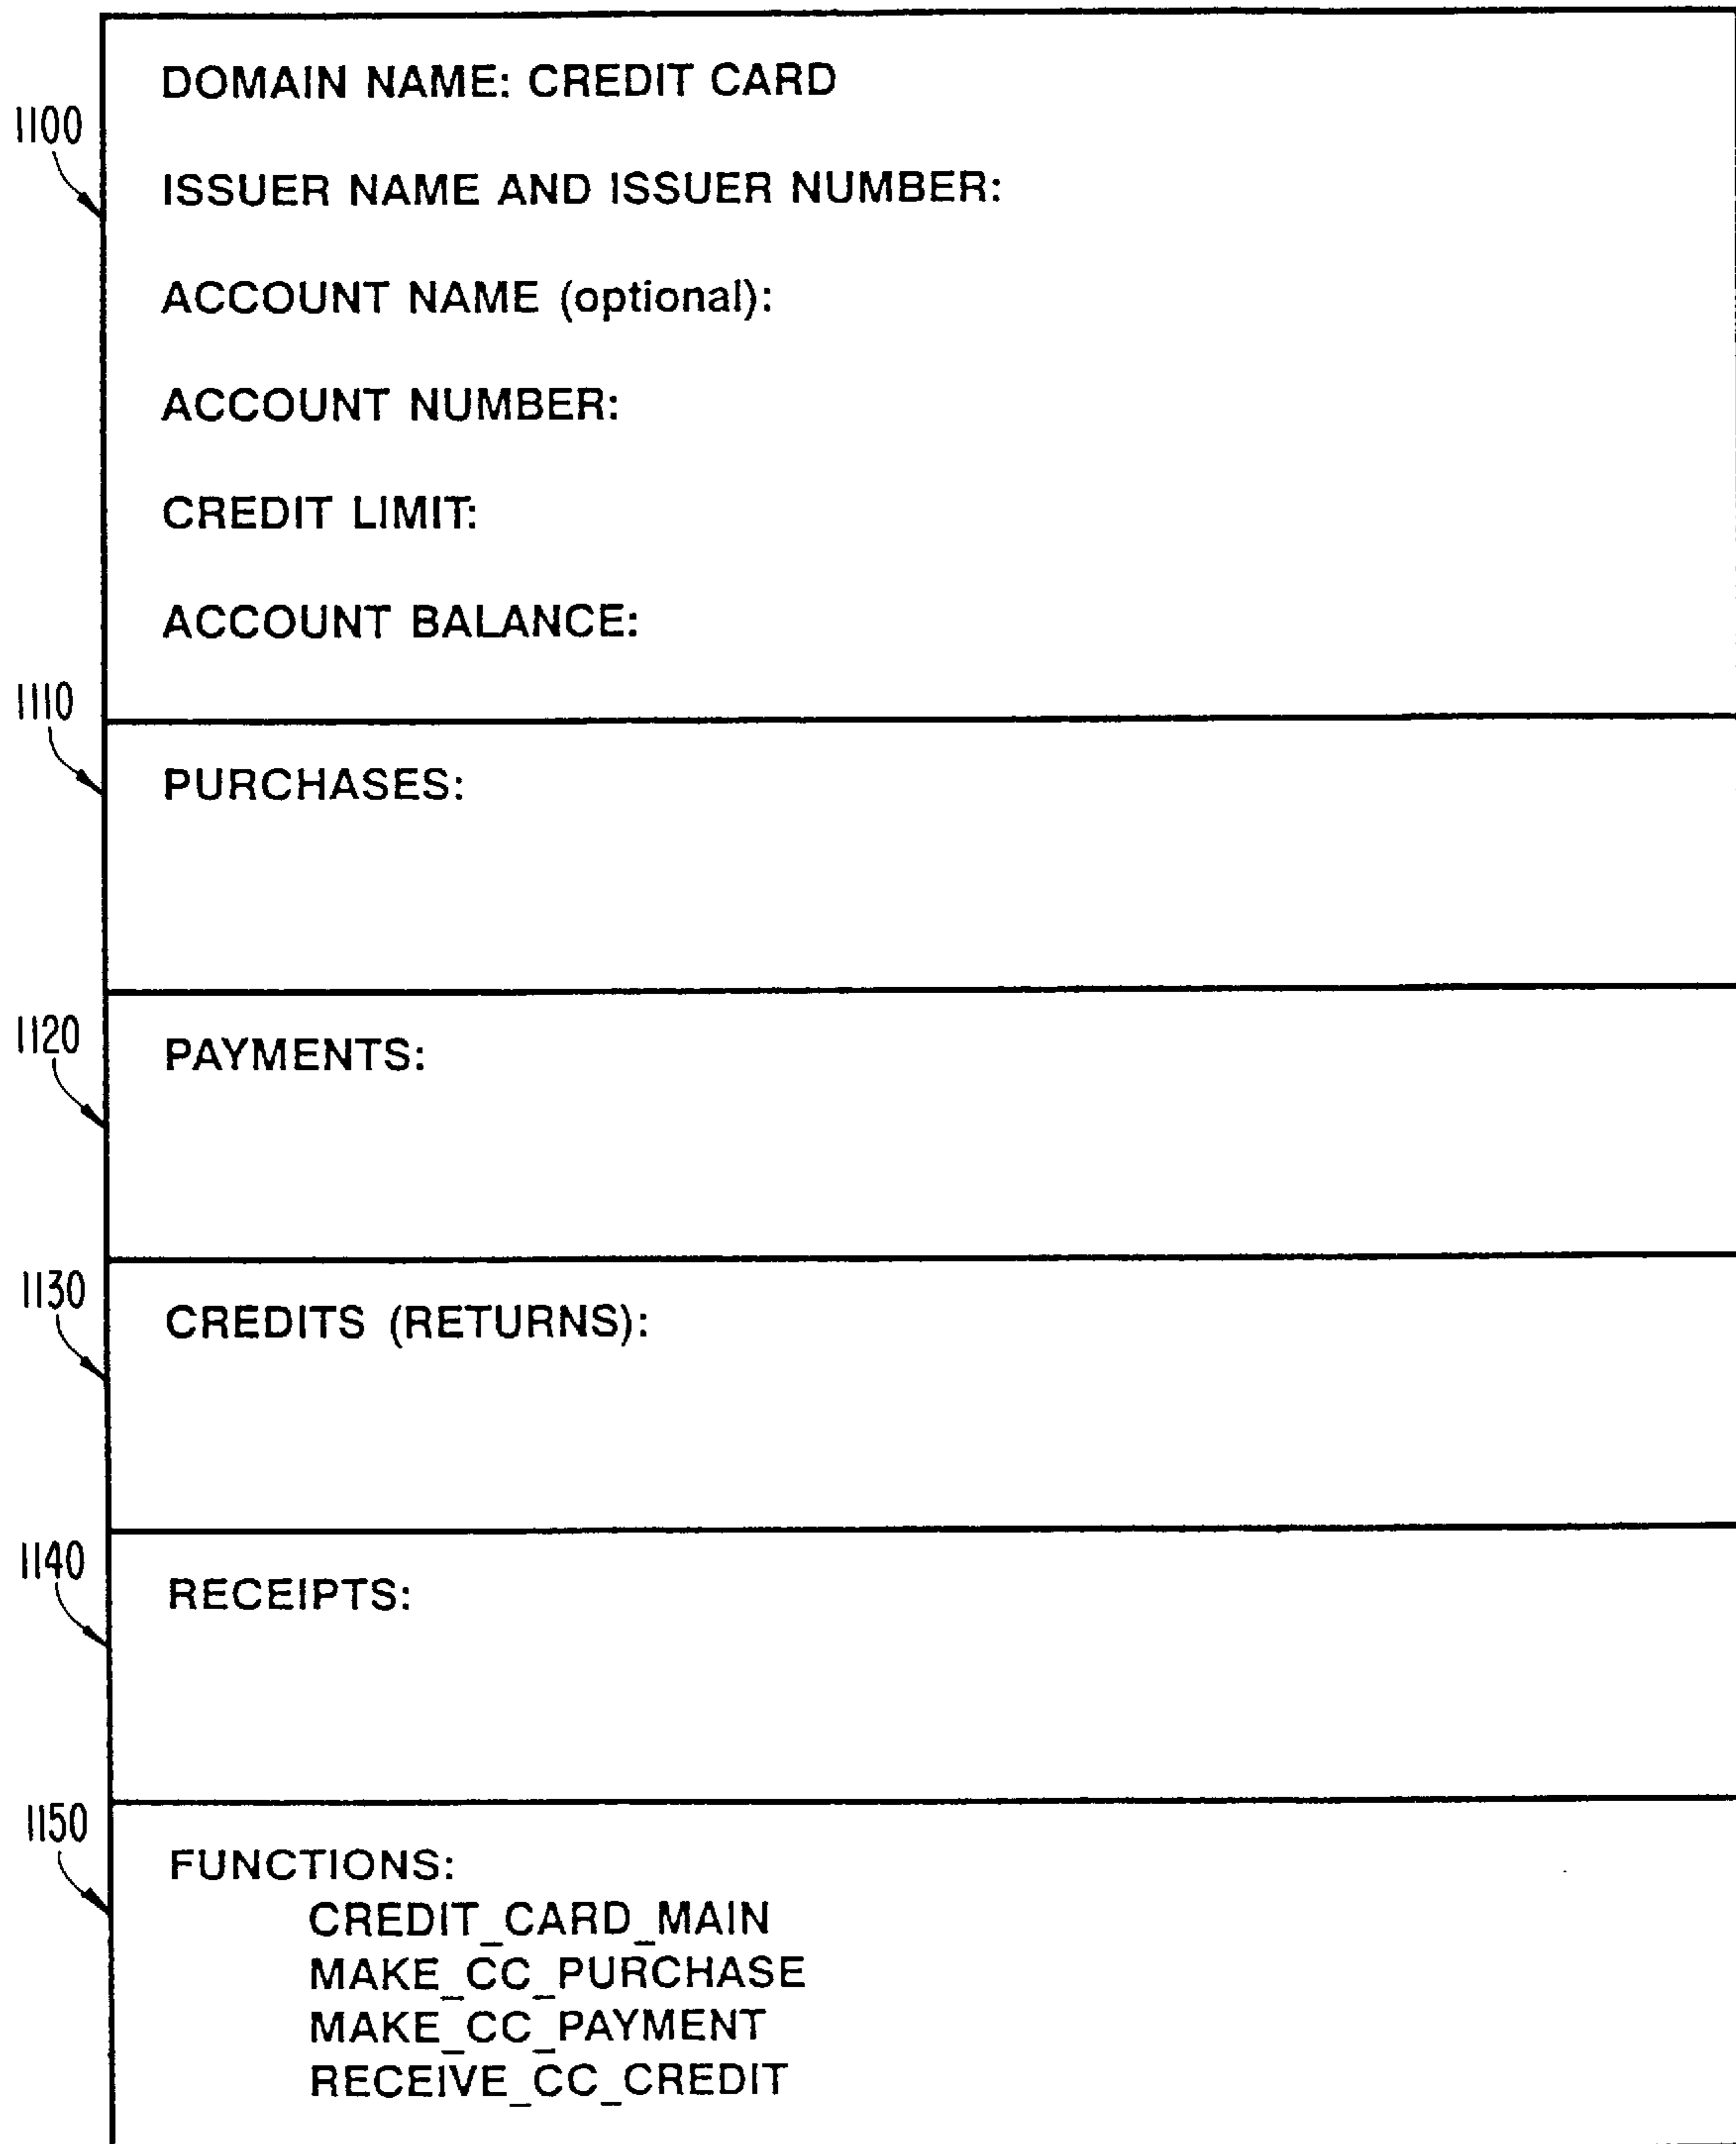 DOMAIN NAME: CREDIT CARD
1100
ISSUER NAME AND ISSUER NUMBER:
ACCOUNT NAME (optional):
ACCOUNT NUMBER:
CREDIT LIMIT:
ACCOUNT BALANCE:
1110
PURCHASES:
1120
PAYMENTS:
1130
CREDITS (RETURNS):
1140
RECEIPTS:
1150
FUNCTIONS:
CREDIT_CARD_MAIN
MAKE_CC_PURCHASE
MAKE_CC_PAYMENT
RECEIVE_CC_CREDIT